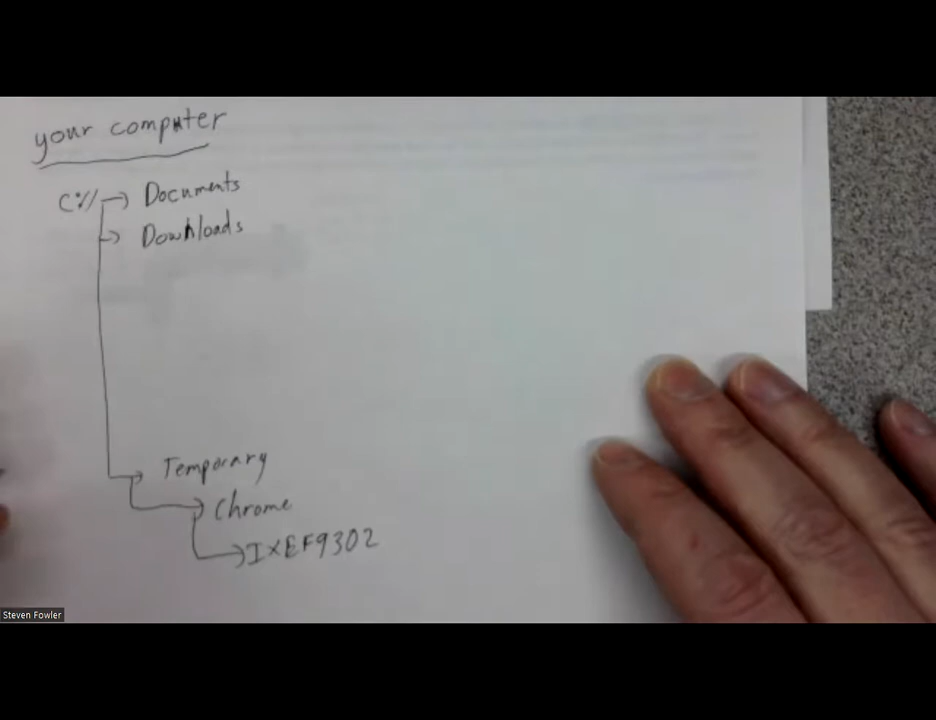 your computer
C:// → Documents
→ Downloads
→ Temporary
→ Chrome
→ IXEF9302
Steven Fowler